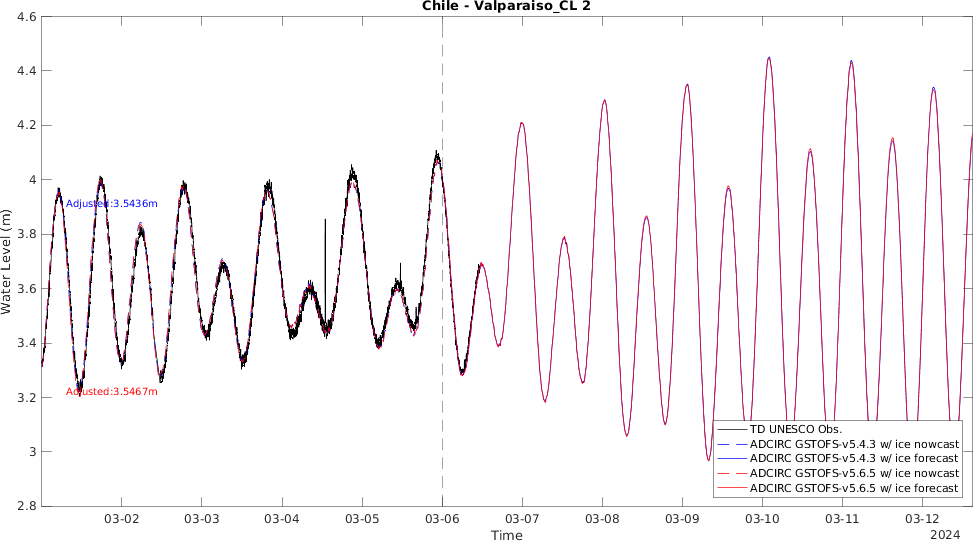 Chile - Valparaiso_CL 2
4.6
4.4
4.2
4
3.8
3.6
3.4
3.2
3
2.8
Water Level (m)
Adjusted:3.5436m
Adjusted:3.5467m
TD UNESCO Obs.
ADCIRC GSTOFS-v5.4.3 w/ ice nowcast
ADCIRC GSTOFS-v5.4.3 w/ ice forecast
ADCIRC GSTOFS-v5.6.5 w/ ice nowcast
ADCIRC GSTOFS-v5.6.5 w/ ice forecast
03-02 03-03 03-04 03-05 03-06 03-07 03-08 03-09 03-10 03-11 03-12
Time
2024